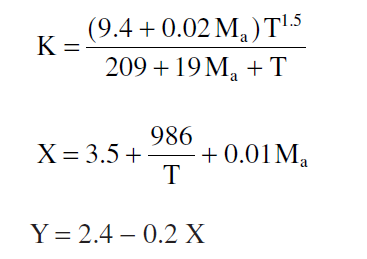 K = (9.4 + 0.02 Mₐ) T¹·⁵ / 209 + 19 Mₐ + T
X = 3.5 + 986 / T + 0.01 Mₐ
Y = 2.4 – 0.2 X